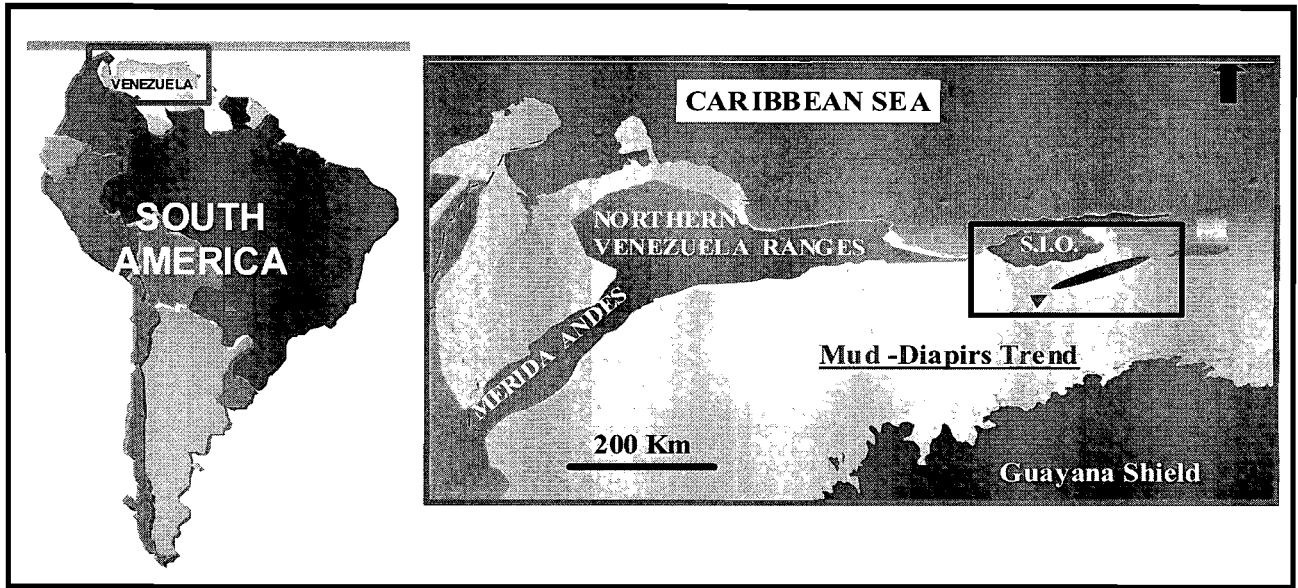 VENEZUELA
SOUTH
AMERICA
CARIBBEAN SEA
NORTHERN
VENEZUELA RANGES
S.I.O.
MERIDA ANDES
Mud -Diapirs Trend
200 Km
Guayana Shield